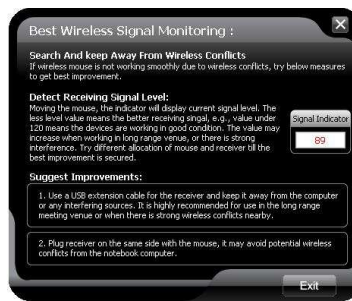 Best Wireless Signal Monitoring :
Search And keep Away From Wireless Conflicts
If wireless mouse is not working smoothly due to wireless conflicts, try below measures
to get best improvement.
Detect Receiving Signal Level:
Moving the mouse, the indicator will display current signal level. The
less level value means the better receiving singal, e.g., value under
120 means the devices are working in good condition. The value may
increase when working in long range venue, or there is strong
interference. Try different allocation of mouse and receiver till the
best improvement is secured.
Signal Indicator
89
Suggest Improvements:
1. Use a USB extension cable for the receiver and keep it away from the computer
or any interfering sources. It is highly recommended for use in the long range
meeting venue or when there is strong wireless conflicts nearby.
2. Plug receiver on the same side with the mouse, it may avoid potential wireless
conflicts from the notebook computer.
Exit